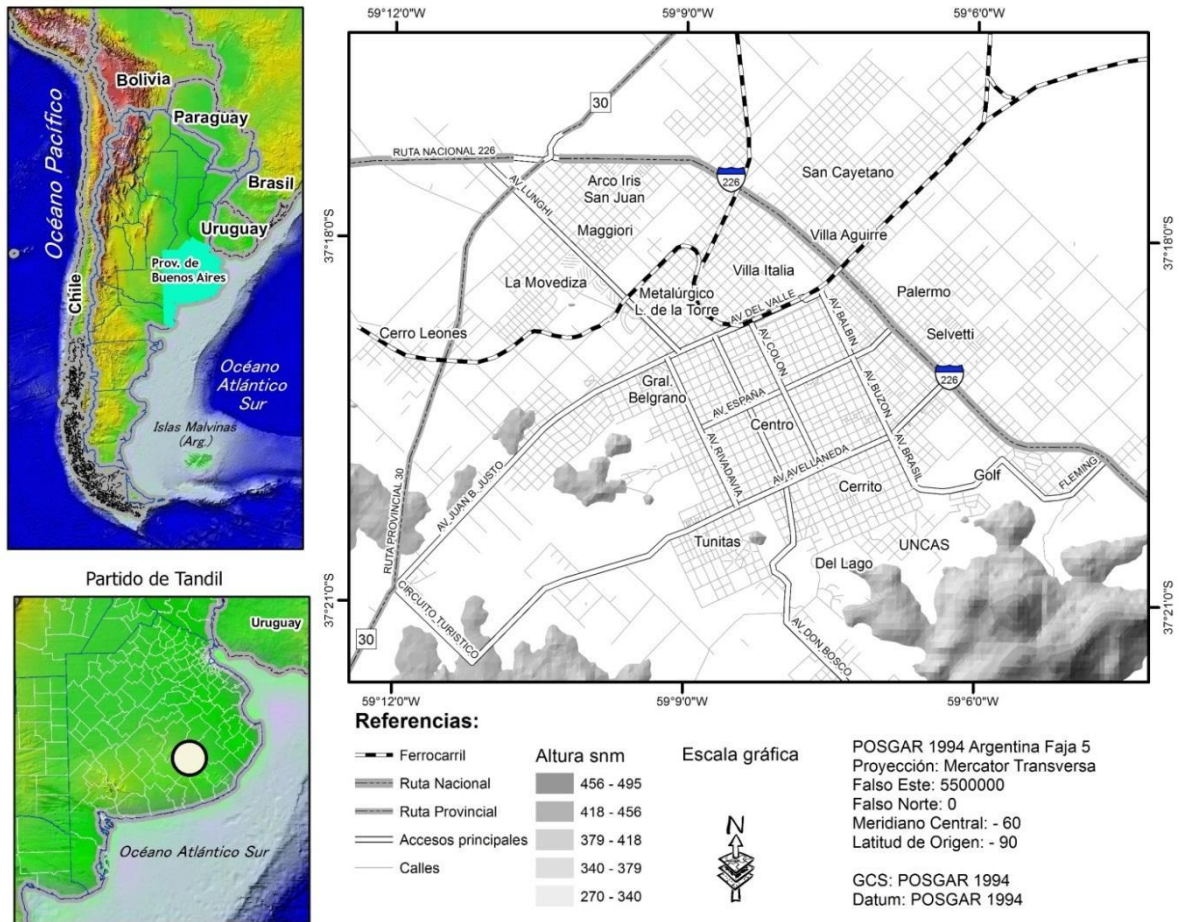 Océano Pacífico
Bolivia
Paraguay
Brasil
Uruguay
Prov. de
Buenos Aires
Chile
Océano
Atlántico
Sur
Islas Malvinas
(Arg.)
Partido de Tandil
Uruguay
Océano Atlántico Sur
59°12'0"W
59°9'0"W
59°6'0"W
37°18'0"S
37°18'0"S
37°21'0"S
37°21'0"S
30
RUTA NACIONAL 226
AV. LUNGHI
226
San Cayetano
Arco Iris
San Juan
Maggiori
Villa Aguirre
La Movediza
Villa Italia
Metalúrgico
L. de la Torre
AV DEL VALLE
Palermo
Cerro Leones
AV. BALBIN
Selvetti
AV. COLON
226
Gral.
Belgrano
AV. ESPAÑA
AV. BUZON
Centro
AV. RIVADAVIA
AV. AVELLANEDA
AV. BRASIL
AV. JUAN B. JUSTO
RUTA PROVINCIAL 30
Golf
FLEMING
Cerrito
Tunitas
UNCAS
Del Lago
CIRCUITO TURISTICO
AV. DON BOSCO
30
59°12'0"W
59°9'0"W
59°6'0"W
Referencias:
Ferrocarril
Ruta Nacional
Ruta Provincial
Accesos principales
Calles
Altura snm
456 - 495
418 - 456
379 - 418
340 - 379
270 - 340
Escala gráfica
N
POSGAR 1994 Argentina Faja 5
Proyección: Mercator Transversa
Falso Este: 5500000
Falso Norte: 0
Meridiano Central: - 60
Latitud de Origen: - 90
GCS: POSGAR 1994
Datum: POSGAR 1994